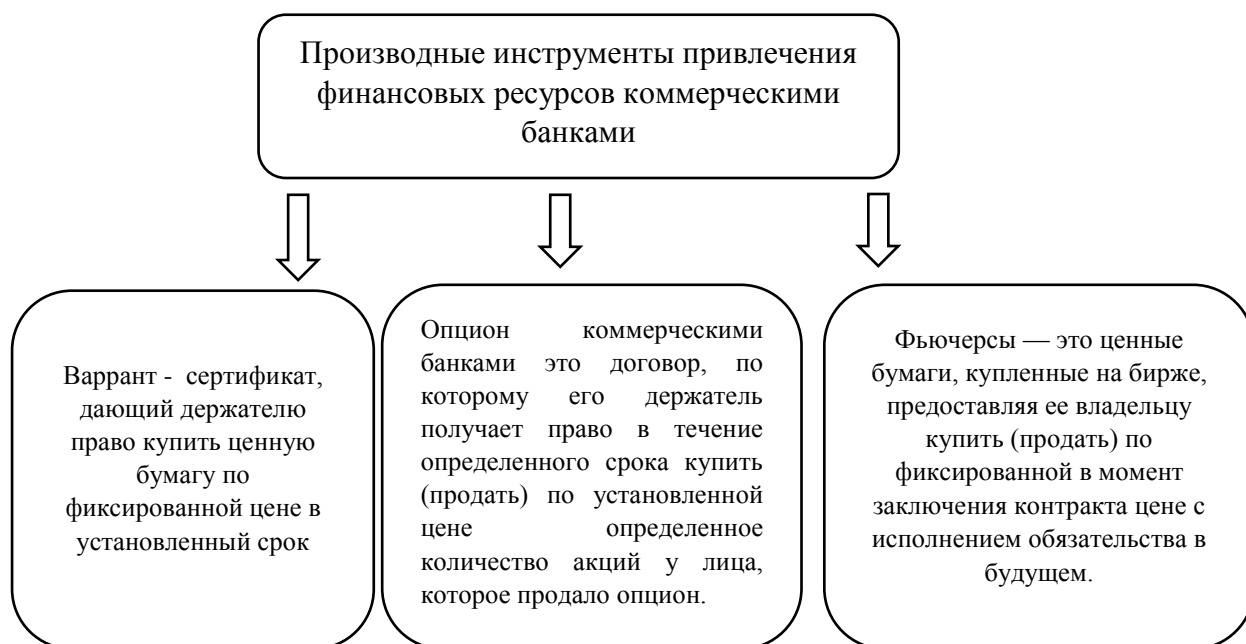 Производные инструменты привлечения
финансовых ресурсов коммерческими
банками
Варрант - сертификат,
дающий держателю
право купить ценную
бумагу по
фиксированной цене в
установленный срок
Опцион коммерческими
банками это договор, по
которому его держатель
получает право в течение
определенного срока купить
(продать) по установленной
цене определенное
количество акций у лица,
которое продало опцион.
Фьючерсы — это ценные
бумаги, купленные на бирже,
предоставляя ее владельцу
купить (продать) по
фиксированной в момент
заключения контракта цене с
исполнением обязательства в
будущем.